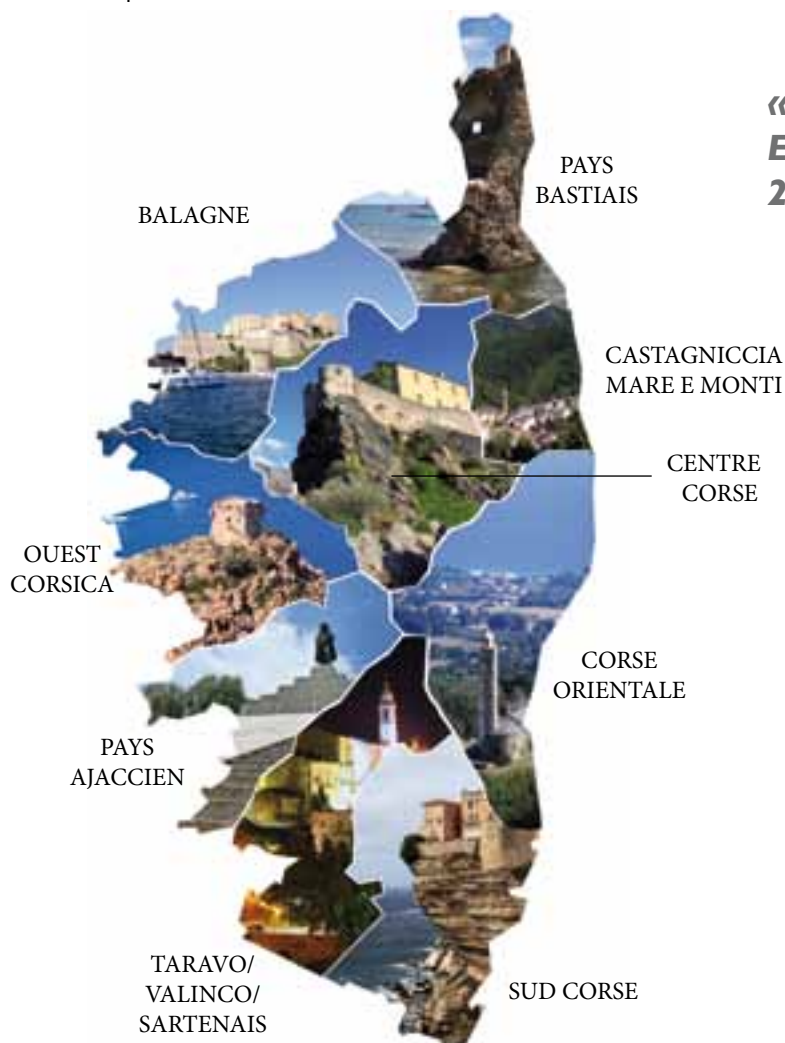 «
E
2
PAYS
BASTIAIS
BALAGNE
CASTAGNICCIA
MARE E MONTI
CENTRE
CORSE
OUEST
CORSICA
CORSE
ORIENTALE
PAYS
AJACCIEN
TARAVO/
VALINCO/
SARTENAIS
SUD CORSE